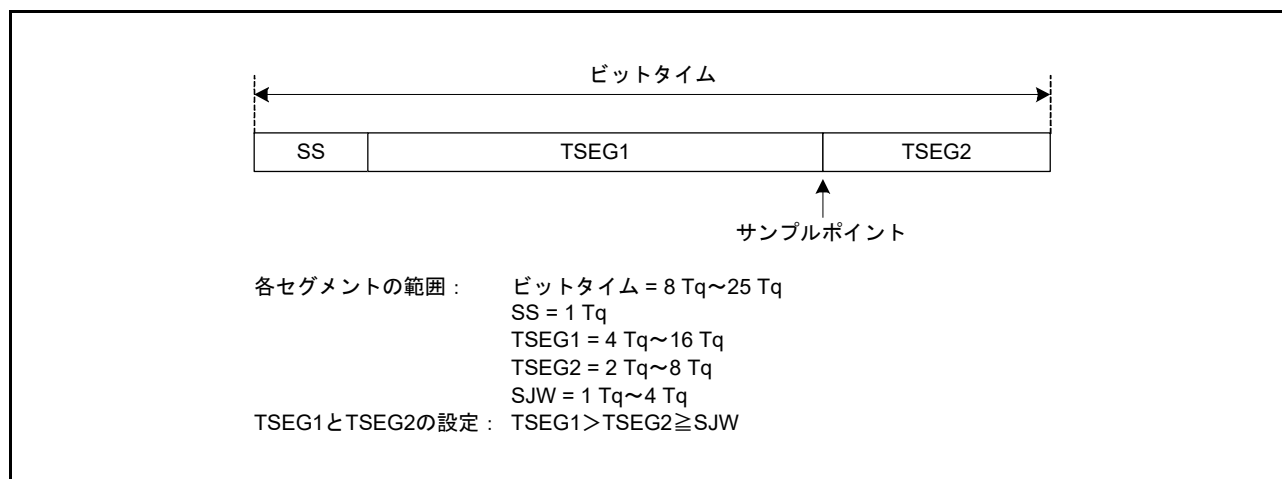 ビットタイム
SS TSEG1 TSEG2
サンプルポイント
各セグメントの範囲： ビットタイム = 8 Tq～25 Tq
SS = 1 Tq
TSEG1 = 4 Tq～16 Tq
TSEG2 = 2 Tq～8 Tq
SJW = 1 Tq～4 Tq
TSEG1とTSEG2の設定： TSEG1＞TSEG2≧SJW